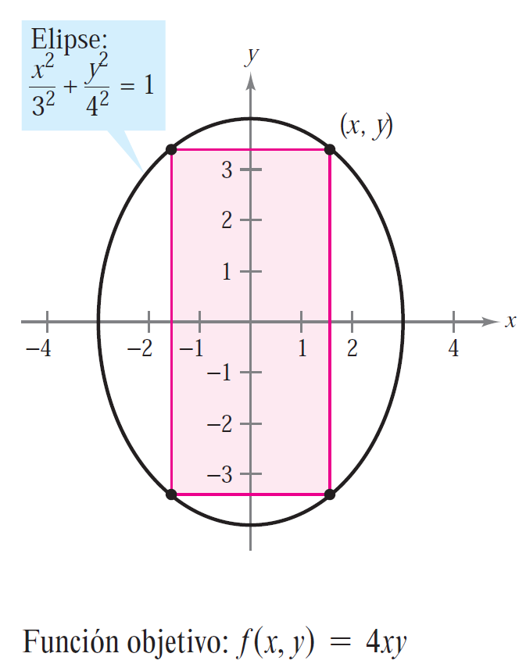 Elipse:
x²/3² + y²/4² = 1
y
(x, y)
3
2
1
x
−4
−2
−1
1
2
4
−1
−2
−3
Función objetivo: f(x, y) = 4xy